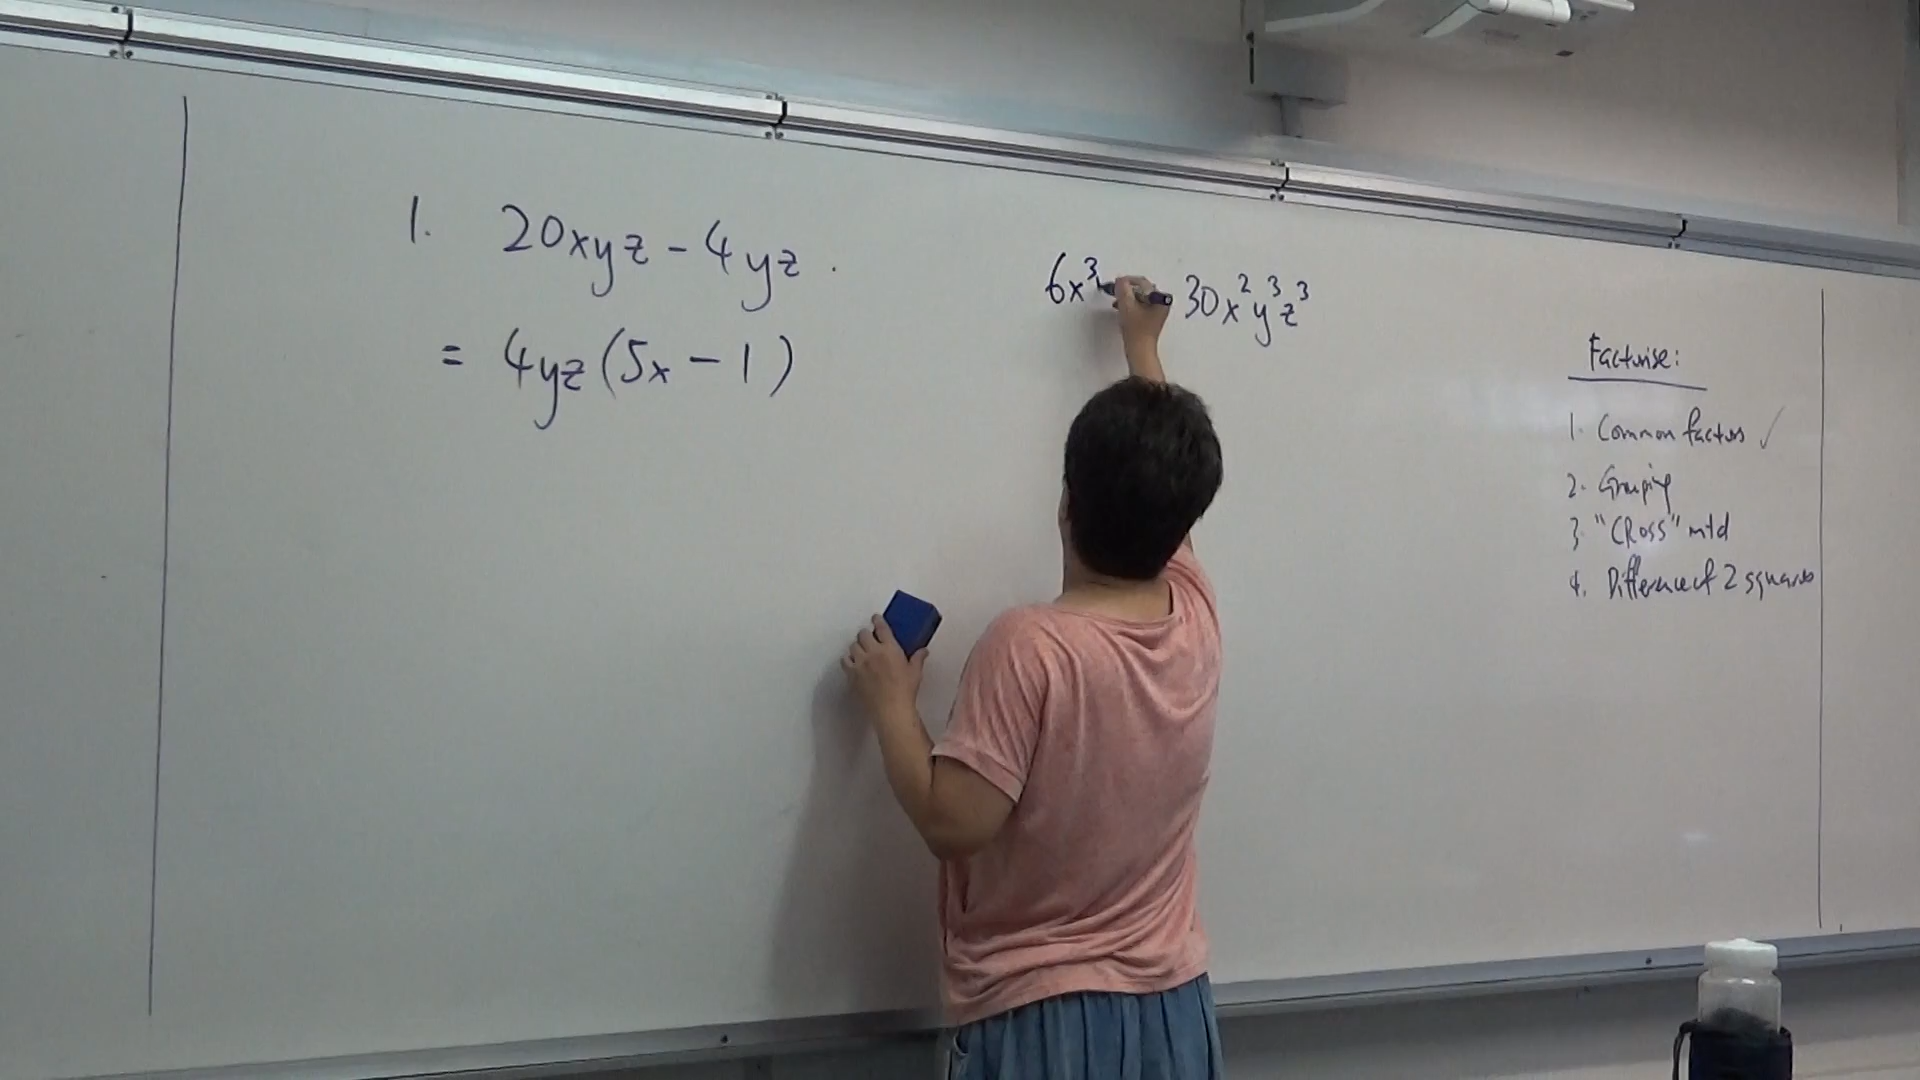 1. 20xyz - 4yz.
= 4yz(5x - 1)
6x³ 30x²y³z³
Factorise:
1. Common factors ✓
2. Grouping
3 "CRoss" mtd
4. Difference of 2 squares